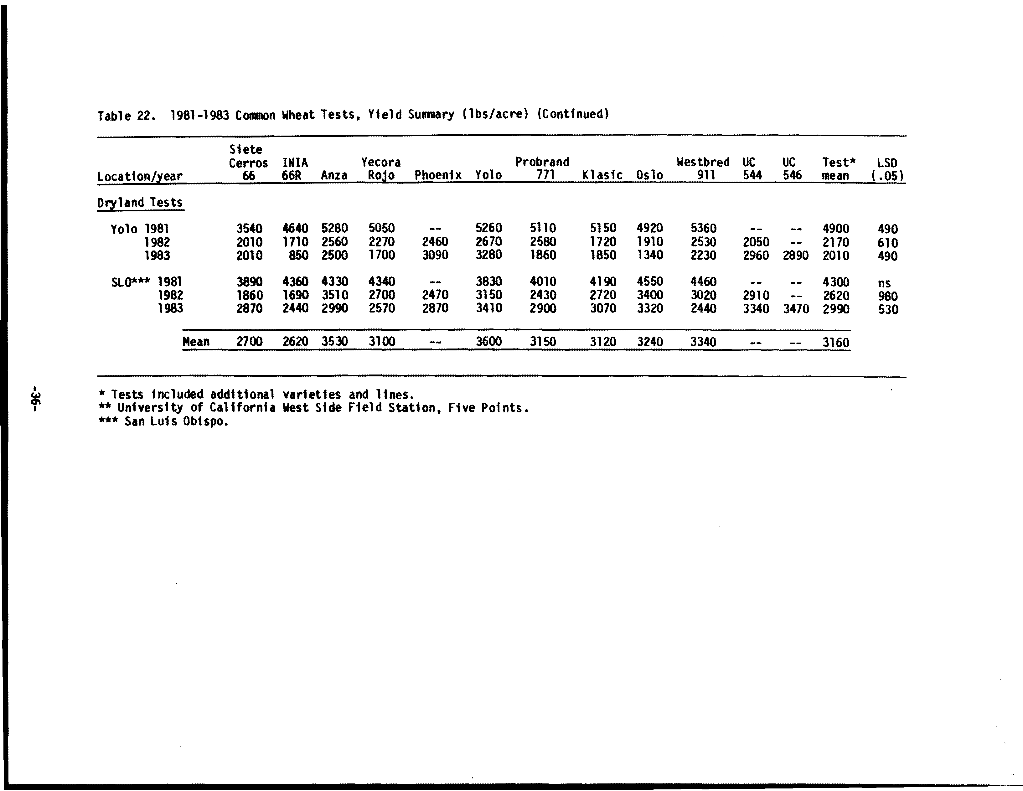 Table 22. 1981-1983 Common Wheat Tests, Yield Summary (lbs/acre) (Continued)
Siete
Cerros INIA Yecora Probrand Westbred UC UC Test* LSD
Location/year 66 66R Anza Rojo Phoenix Yolo 771 Klasic Oslo 911 544 546 mean (.05)
Dryland Tests
Yolo 1981 3540 4640 5280 5050 -- 5260 5110 5150 4920 5360 -- -- 4900 490
1982 2010 1710 2560 2270 2460 2670 2580 1720 1910 2530 2050 -- 2170 610
1983 2010 850 2500 1700 3090 3280 1860 1850 1340 2230 2960 2890 2010 490
SLO*** 1981 3890 4360 4330 4340 -- 3830 4010 4190 4550 4460 -- -- 4300 ns
1982 1860 1690 3510 2700 2470 3150 2430 2720 3400 3020 2910 -- 2620 980
1983 2870 2440 2990 2570 2870 3410 2900 3070 3320 2440 3340 3470 2990 530
Mean 2700 2620 3530 3100 -- 3600 3150 3120 3240 3340 -- -- 3160
* Tests included additional varieties and lines.
** University of California West Side Field Station, Five Points.
*** San Luis Obispo.
-36-